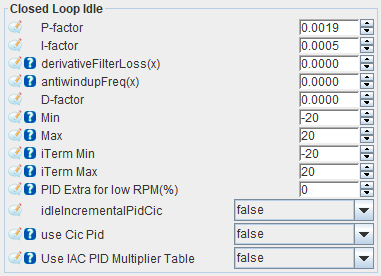 Closed Loop Idle
P-factor 0.0019
I-factor 0.0005
? derivativeFilterLoss(x) 0.0000
? antiwindupFreq(x) 0.0000
D-factor 0.0000
? Min -20
? Max 20
? iTerm Min -20
? iTerm Max 20
? PID Extra for low RPM(%) 0
idleIncrementalPidCic false
? use Cic Pid false
? Use IAC PID Multiplier Table false